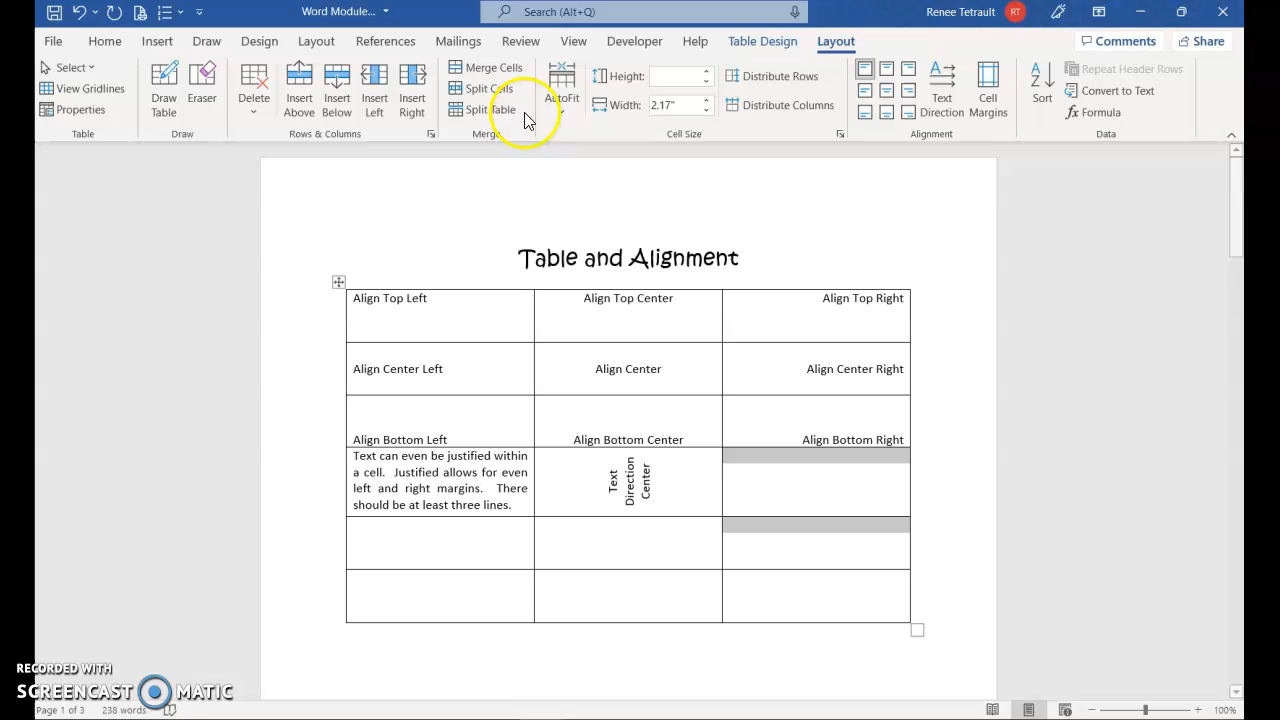 Word Module...
Search (Alt+Q)
Renee Tetrault
RT
File
Home
Insert
Draw
Design
Layout
References
Mailings
Review
View
Developer
Help
Table Design
Layout
Comments
Share
Select
View Gridlines
Properties
Table
Draw Table
Eraser
Draw
Delete
Insert Above
Insert Below
Insert Left
Insert Right
Rows & Columns
Merge Cells
Split Cells
Split Table
Merge
AutoFit
Height:
Width: 2.17"
Distribute Rows
Distribute Columns
Cell Size
Text Direction
Cell Margins
Alignment
Sort
Repeat Header Rows
Convert to Text
Formula
Data
Table and Alignment
Align Top Left
Align Top Center
Align Top Right
Align Center Left
Align Center
Align Center Right
Align Bottom Left
Align Bottom Center
Align Bottom Right
Text can even be justified within
a cell. Justified allows for even
left and right margins. There
should be at least three lines.
Text
Direction
Center
RECORDED WITH
SCREENCAST MATIC
Page 1 of 3
238 words
100%